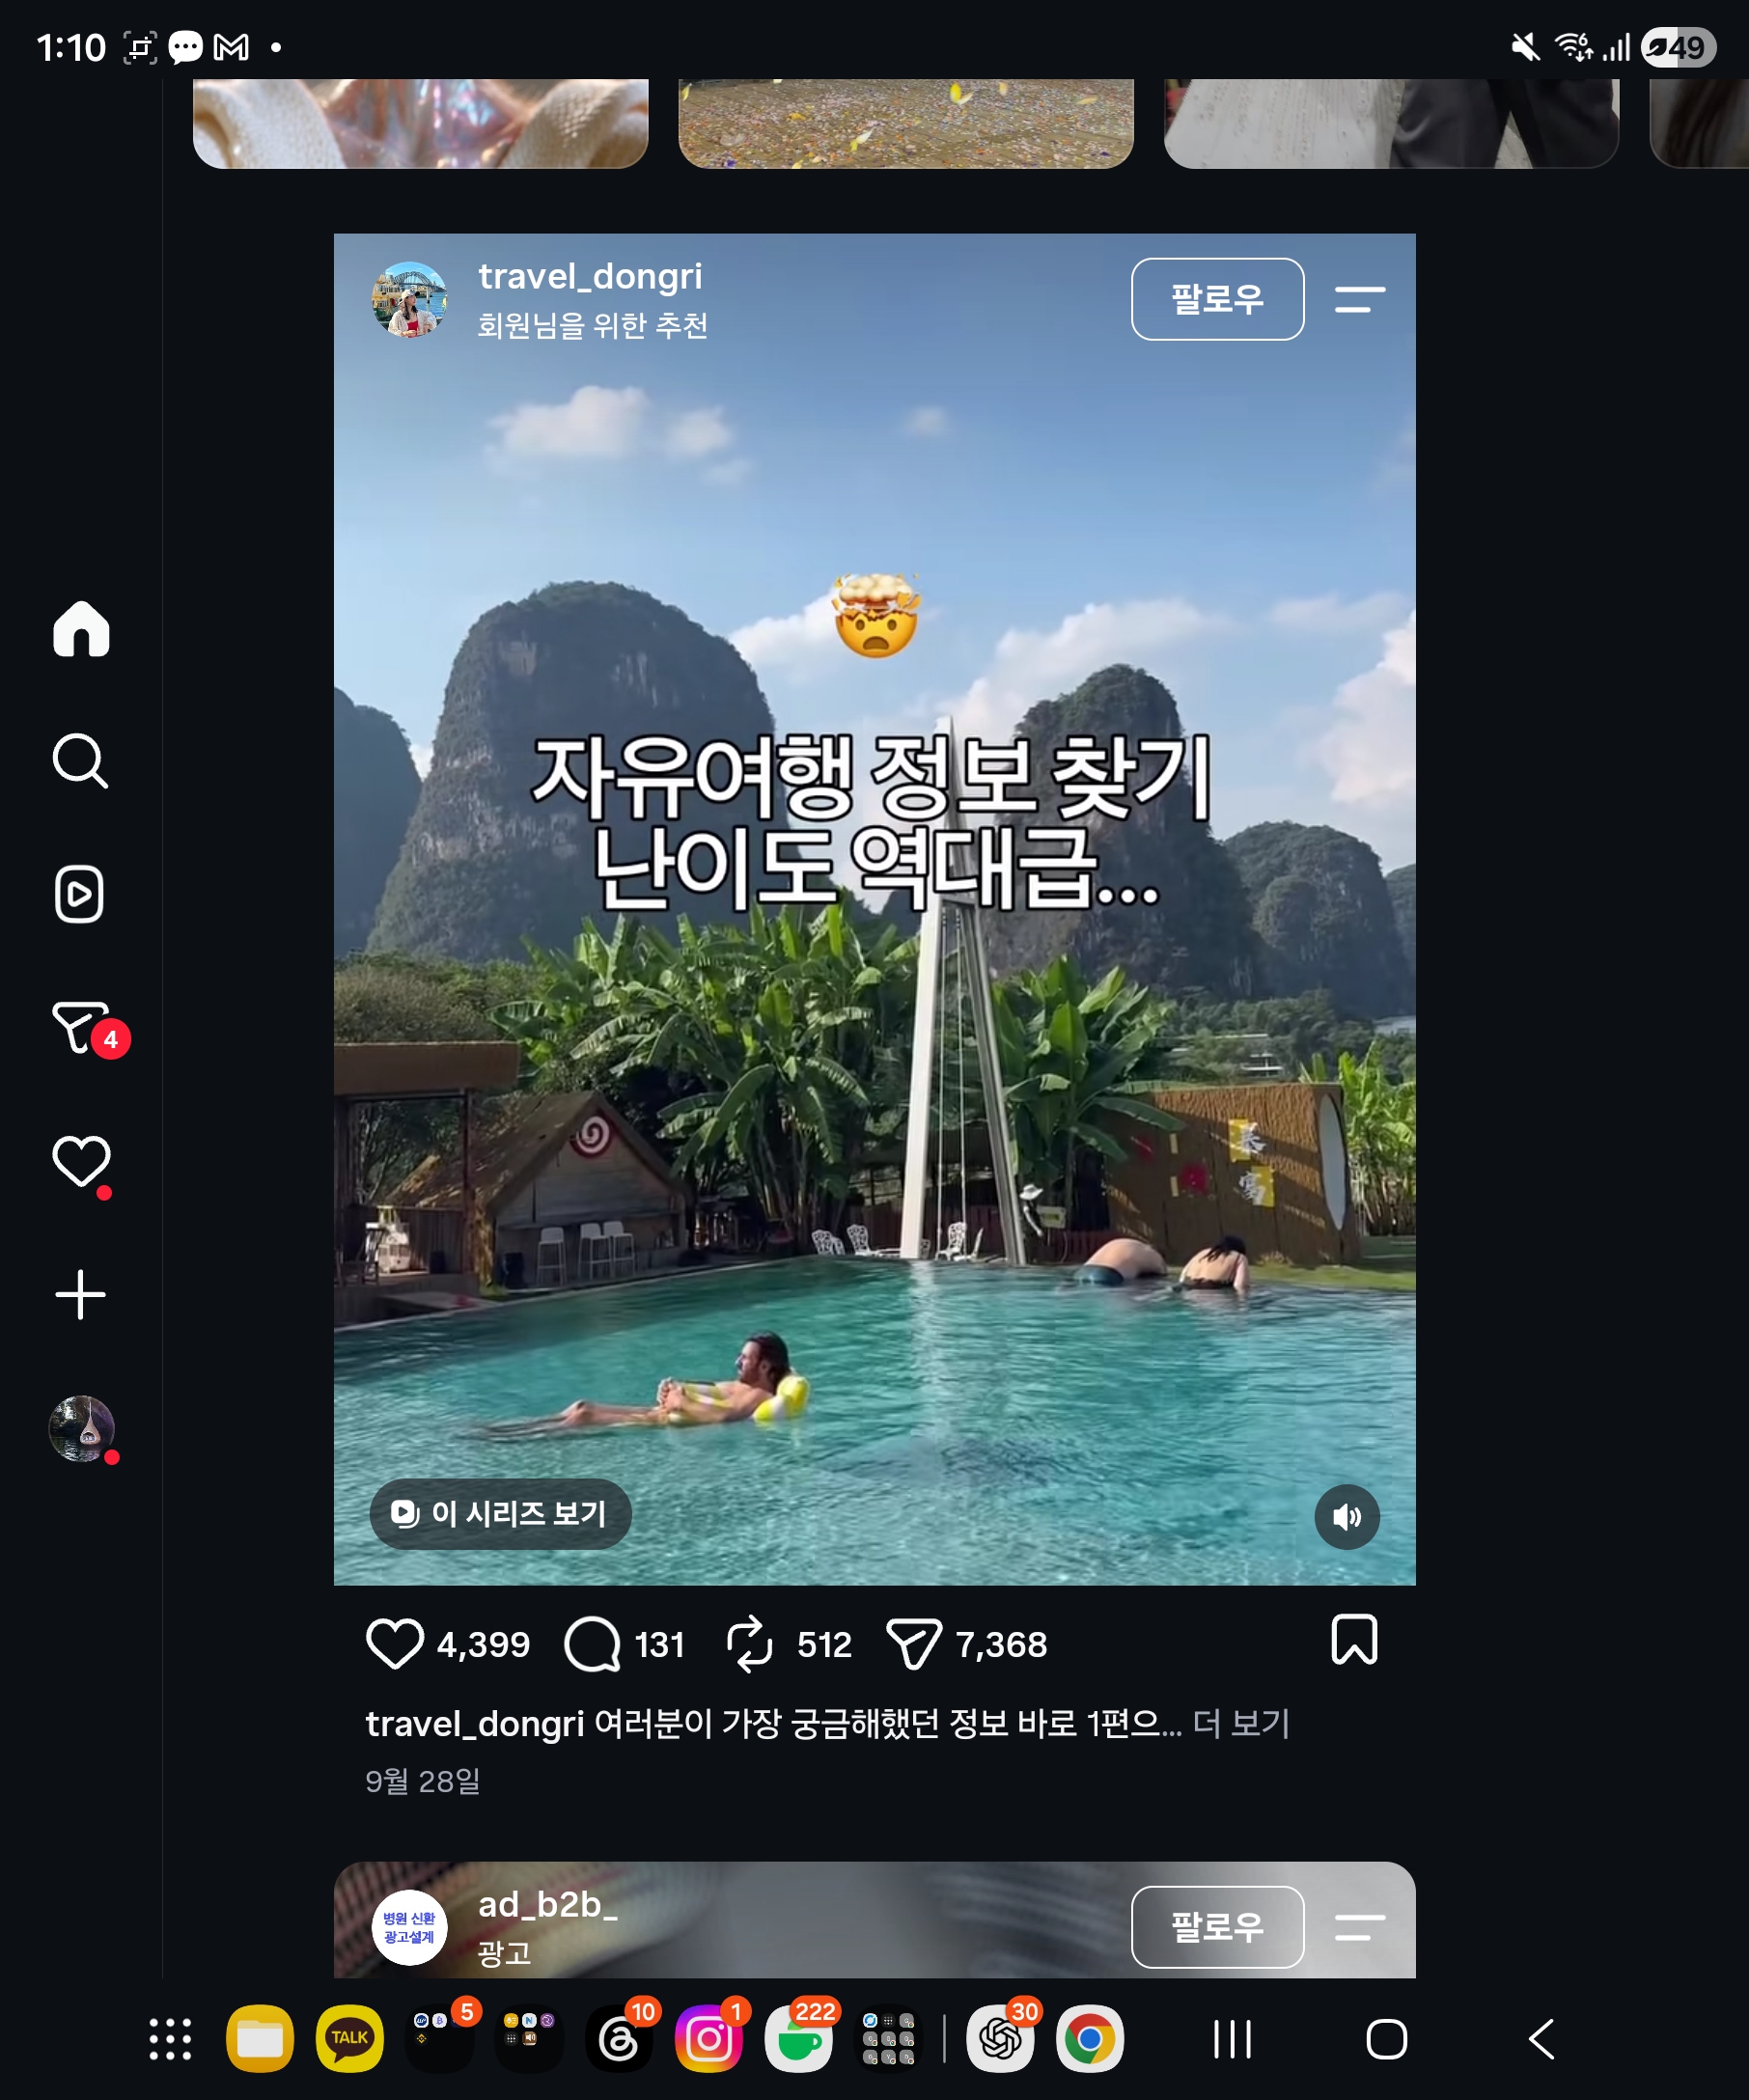 1:10
49
travel_dongri
회원님을 위한 추천
팔로우
자유여행 정보 찾기
난이도 역대급...
4
이 시리즈 보기
4,399
131
512
7,368
travel_dongri 여러분이 가장 궁금해했던 정보 바로 1편으... 더 보기
9월 28일
병원 신환
광고설계
ad_b2b_
광고
팔로우
TALK
5
10
1
222
30